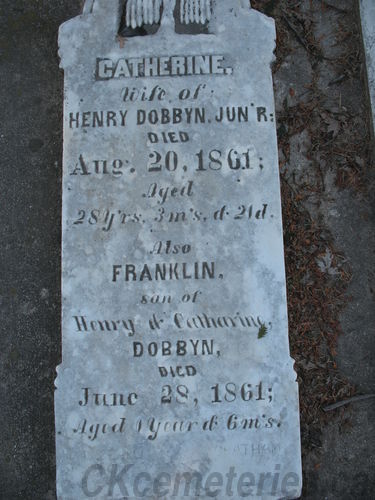 CATHERINE,
Wife of
HENRY DOBBYN, JUN'R;
DIED
Aug. 20, 1861;
Aged
28 Y'rs, 3 m's, & 21 d.
Also
FRANKLIN,
son of
Henry & Catharine,
DOBBYN,
DIED
June 28, 1861;
Aged 1 Year & 6 m's.
CKcemeteries.ca